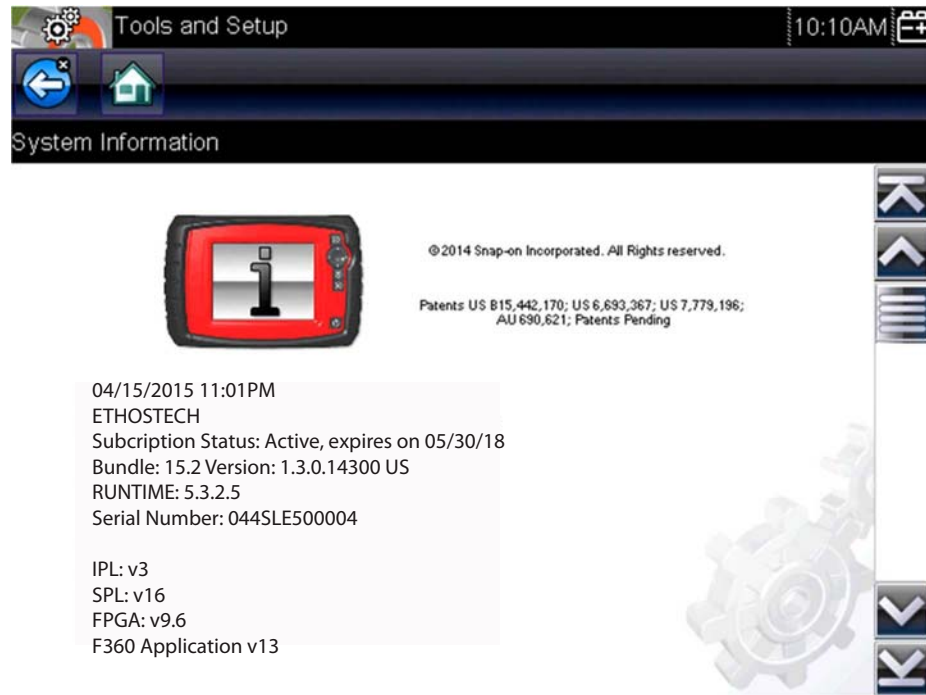 Tools and Setup
10:10AM
System Information
©2014 Snap-on Incorporated. All Rights reserved.
Patents US B15,442,170; US 6,693,367; US 7,779,196;
AU 690,621; Patents Pending
04/15/2015 11:01PM
ETHOSTECH
Subcription Status: Active, expires on 05/30/18
Bundle: 15.2 Version: 1.3.0.14300 US
RUNTIME: 5.3.2.5
Serial Number: 044SLE500004
IPL: v3
SPL: v16
FPGA: v9.6
F360 Application v13